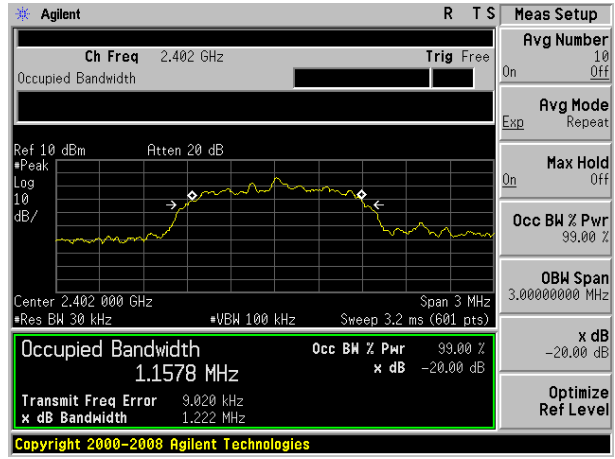 Agilent R T S
Ch Freq 2.402 GHz Trig Free
Occupied Bandwidth
Ref 10 dBm Atten 20 dB
#Peak
Log
10
dB/
Center 2.402 000 GHz Span 3 MHz
#Res BW 30 kHz #VBW 100 kHz Sweep 3.2 ms (601 pts)
Occupied Bandwidth Occ BW % Pwr 99.00 %
1.1578 MHz x dB -20.00 dB
Transmit Freq Error 9.020 kHz
x dB Bandwidth 1.222 MHz
Copyright 2000-2008 Agilent Technologies
Meas Setup
Avg Number
10
On Off
Avg Mode
Exp Repeat
Max Hold
On Off
Occ BW % Pwr
99.00 %
OBW Span
3.00000000 MHz
x dB
-20.00 dB
Optimize
Ref Level